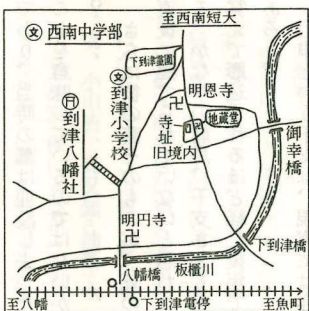 ㊛西南中学部
至西南短大
下到津霊園
㊛到津小学校
到津八幡社
明恩寺
地蔵堂
寺址
旧境内
御幸橋
明円寺
下到津橋
八幡橋
板櫃川
至八幡
下到津電停
至魚町